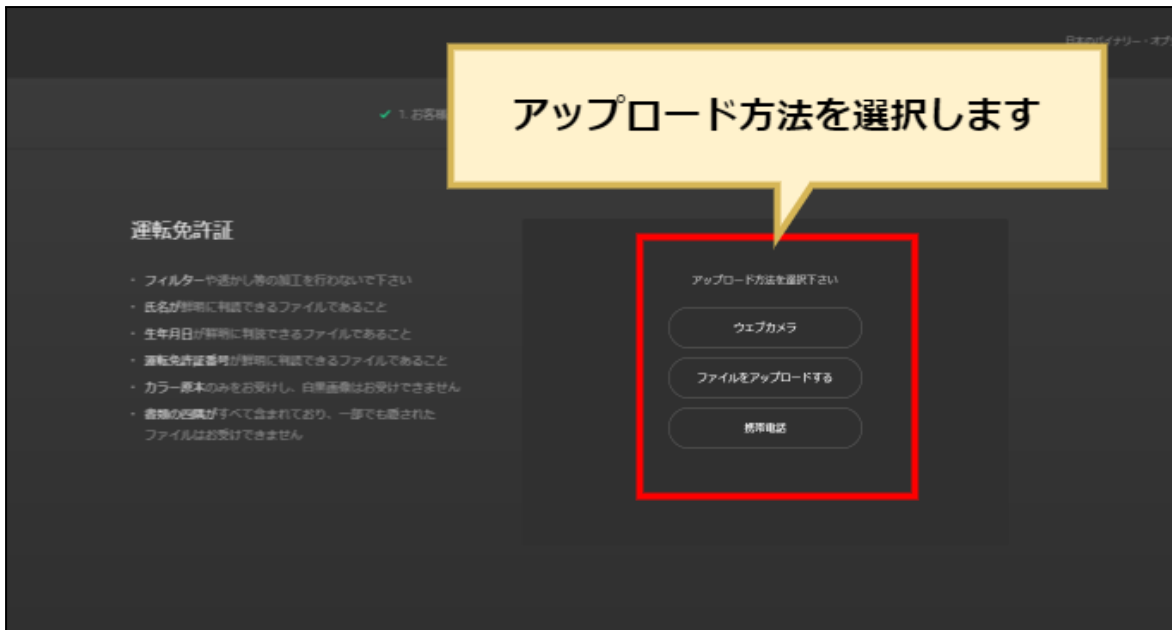 日本のバイナリー・オプ
アップロード方法を選択します
✓ 1. お客様
運転免許証
アップロード方法を選択下さい
・ フィルターや透かし等の加工を行わないで下さい
・ 氏名が鮮明に判読できるファイルであること
・ 生年月日が鮮明に判読できるファイルであること
・ 運転免許証番号が鮮明に判読できるファイルであること
・ カラー原本のみをお受けし、白黒画像はお受けできません
・ 書類の四隅がすべて含まれており、一部でも隠された
ファイルはお受けできません
ウェブカメラ
ファイルをアップロードする
携帯電話